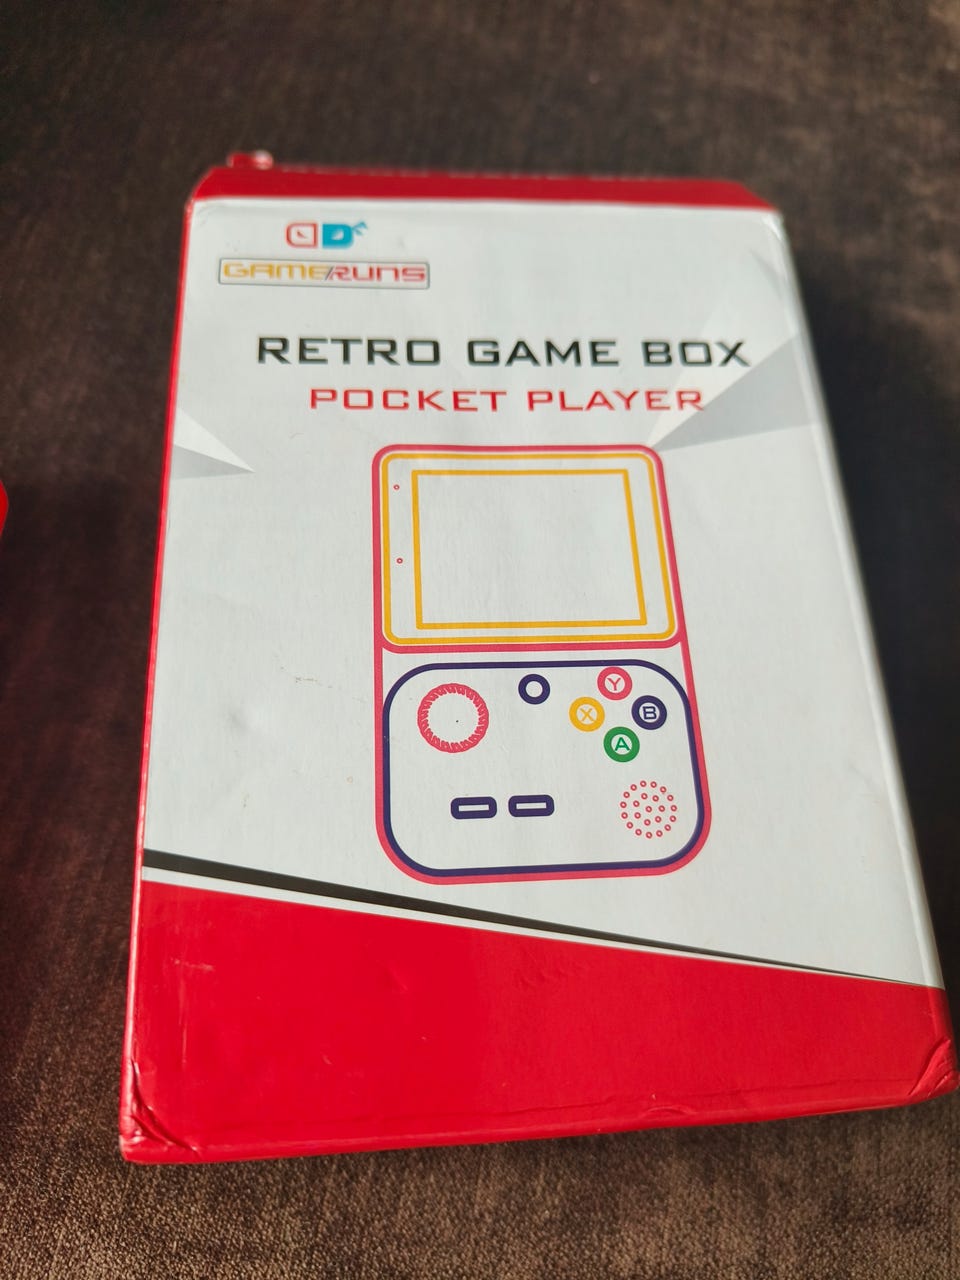 GAMERUNS
RETRO GAME BOX
POCKET PLAYER
Y
X B
A